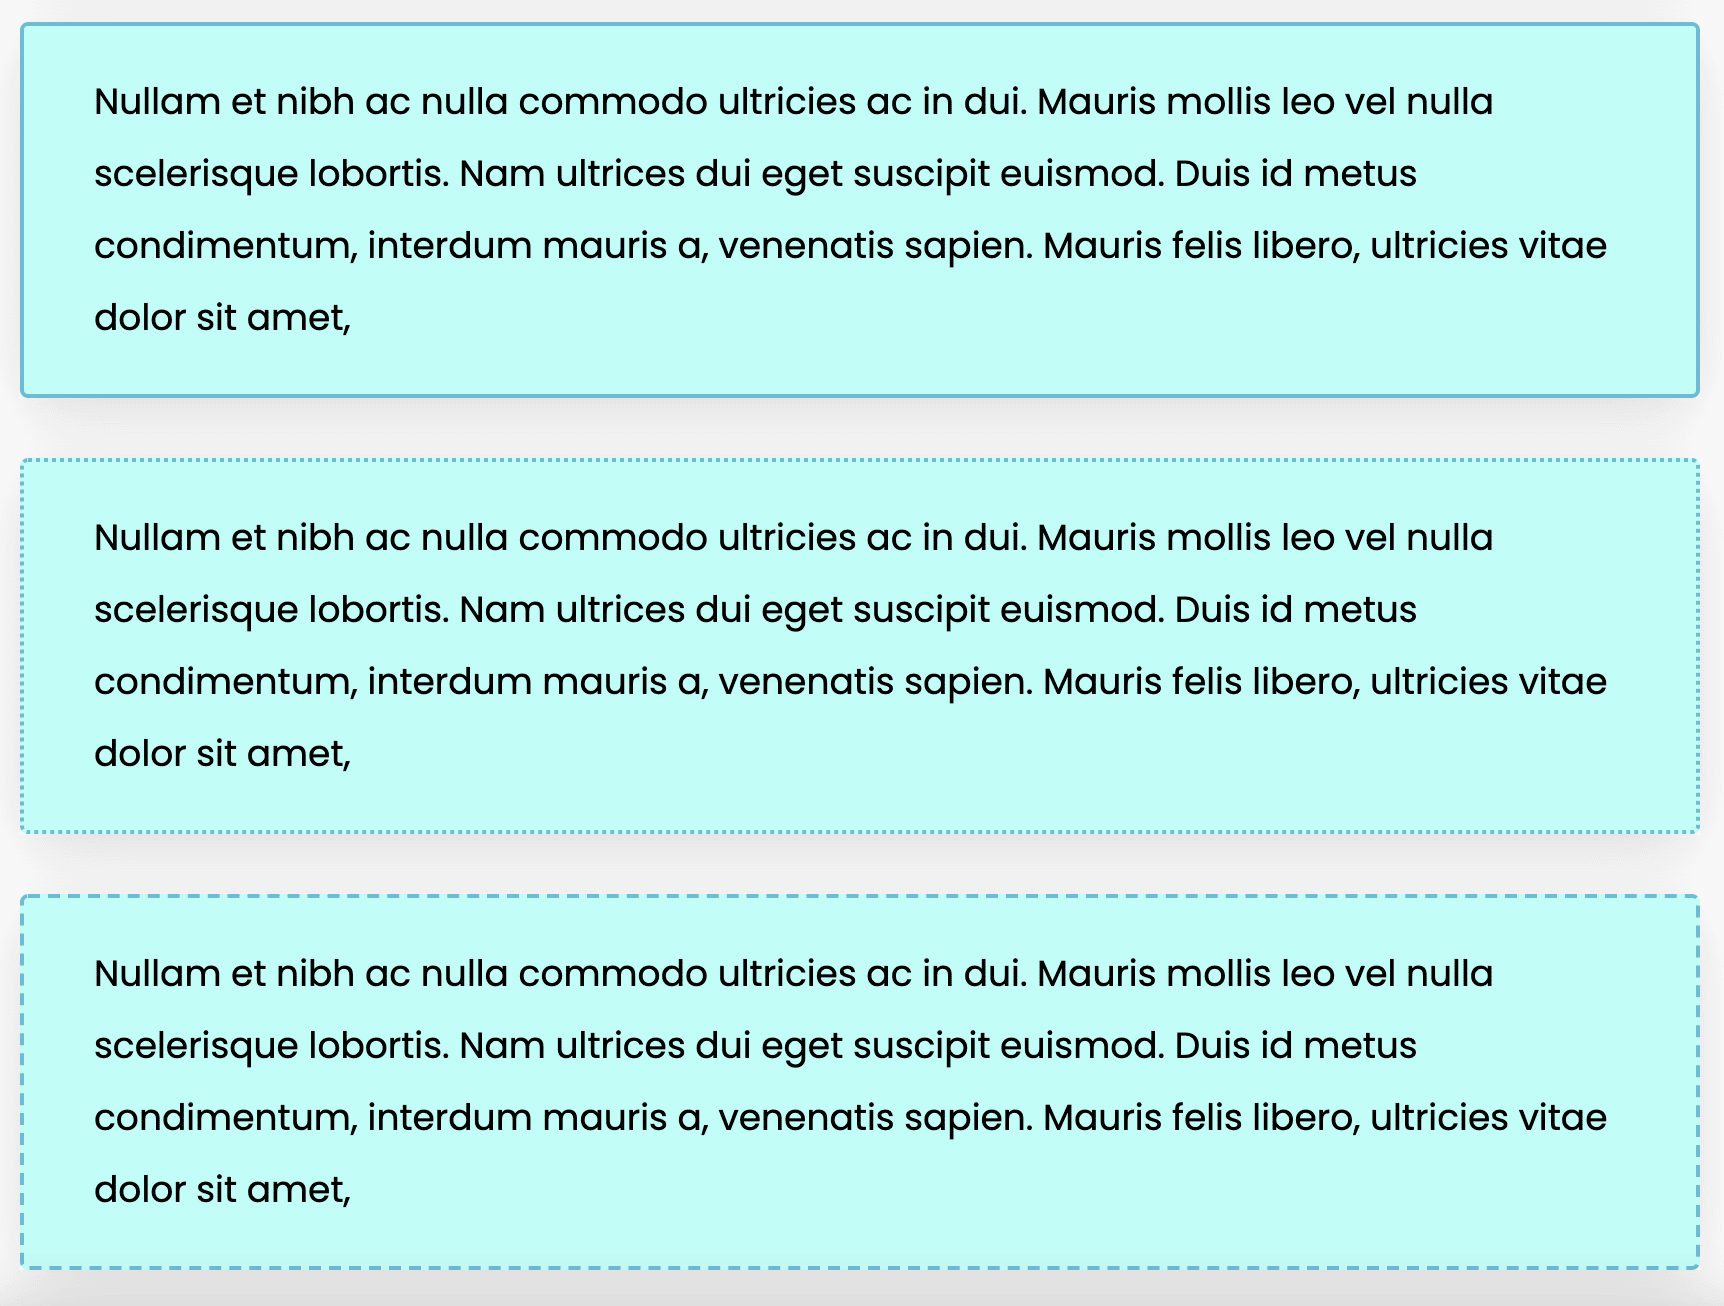 Nullam et nibh ac nulla commodo ultricies ac in dui. Mauris mollis leo vel nulla
scelerisque lobortis. Nam ultrices dui eget suscipit euismod. Duis id metus
condimentum, interdum mauris a, venenatis sapien. Mauris felis libero, ultricies vitae
dolor sit amet,
Nullam et nibh ac nulla commodo ultricies ac in dui. Mauris mollis leo vel nulla
scelerisque lobortis. Nam ultrices dui eget suscipit euismod. Duis id metus
condimentum, interdum mauris a, venenatis sapien. Mauris felis libero, ultricies vitae
dolor sit amet,
Nullam et nibh ac nulla commodo ultricies ac in dui. Mauris mollis leo vel nulla
scelerisque lobortis. Nam ultrices dui eget suscipit euismod. Duis id metus
condimentum, interdum mauris a, venenatis sapien. Mauris felis libero, ultricies vitae
dolor sit amet,